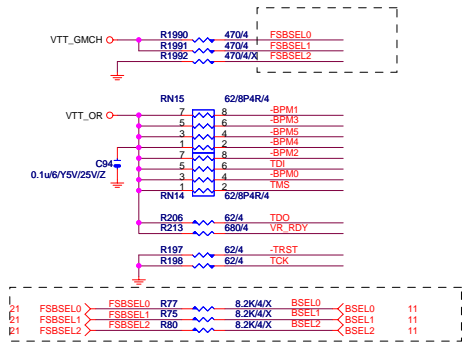 VTT_GMCH R1990 470/4 FSBSEL0
R1991 470/4 FSBSEL1
R1992 470/4/X FSBSEL2
RN15 62/8P4R/4
VTT_OR 7 8 -BPM1
5 6 -BPM3
3 4 -BPM5
1 2 -BPM4
C94 7 8 -BPM2
0.1u/6/Y5V/25V/Z 5 6 TDI
3 4 -BPM0
1 2 TMS
RN14 62/8P4R/4
R206 62/4 TDO
R213 680/4 VR_RDY
R197 62/4 -TRST
R198 62/4 TCK
21 FSBSEL0 FSBSEL0 R77 8.2K/4/X BSEL0 BSEL0 11
21 FSBSEL1 FSBSEL1 R75 8.2K/4/X BSEL1 BSEL1 11
21 FSBSEL2 FSBSEL2 R80 8.2K/4/X BSEL2 BSEL2 11